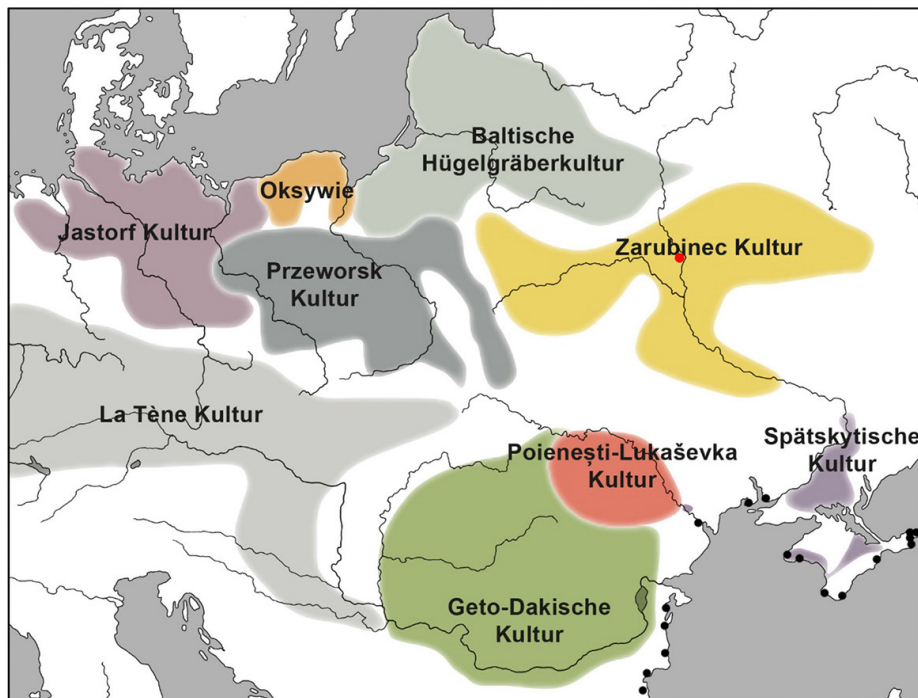 Baltische
Hügelgräberkultur
Oksywie
Jastorf Kultur
Zarubinec Kultur
Przeworsk
Kultur
La Tène Kultur
Poienești-Lukaševka
Kultur
Spätskytische
Kultur
Geto-Dakische
Kultur